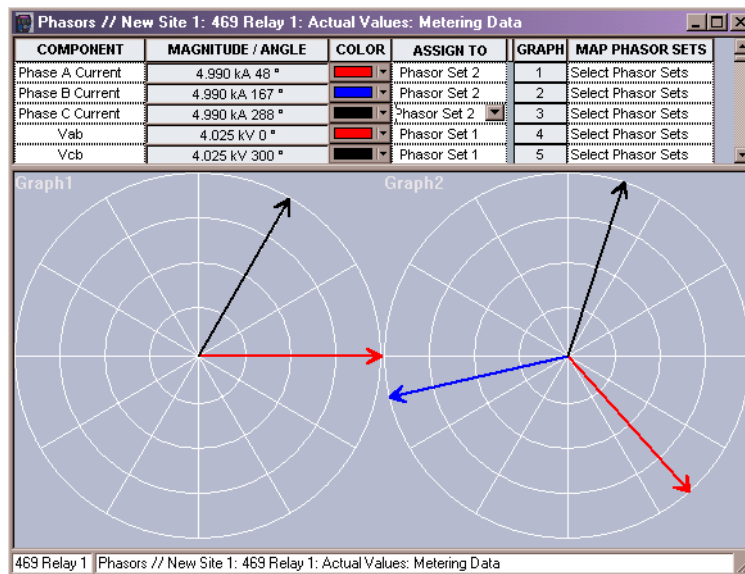 Phasors // New Site 1: 469 Relay 1: Actual Values: Metering Data
COMPONENT MAGNITUDE / ANGLE COLOR ASSIGN TO GRAPH MAP PHASOR SETS
Phase A Current 4.990 kA 48 ° Phasor Set 2 1 Select Phasor Sets
Phase B Current 4.990 kA 167 ° Phasor Set 2 2 Select Phasor Sets
Phase C Current 4.990 kA 288 ° Phasor Set 2 3 Select Phasor Sets
Vab 4.025 kV 0 ° Phasor Set 1 4 Select Phasor Sets
Vcb 4.025 kV 300 ° Phasor Set 1 5 Select Phasor Sets
Graph1 Graph2
469 Relay 1 Phasors // New Site 1: 469 Relay 1: Actual Values: Metering Data